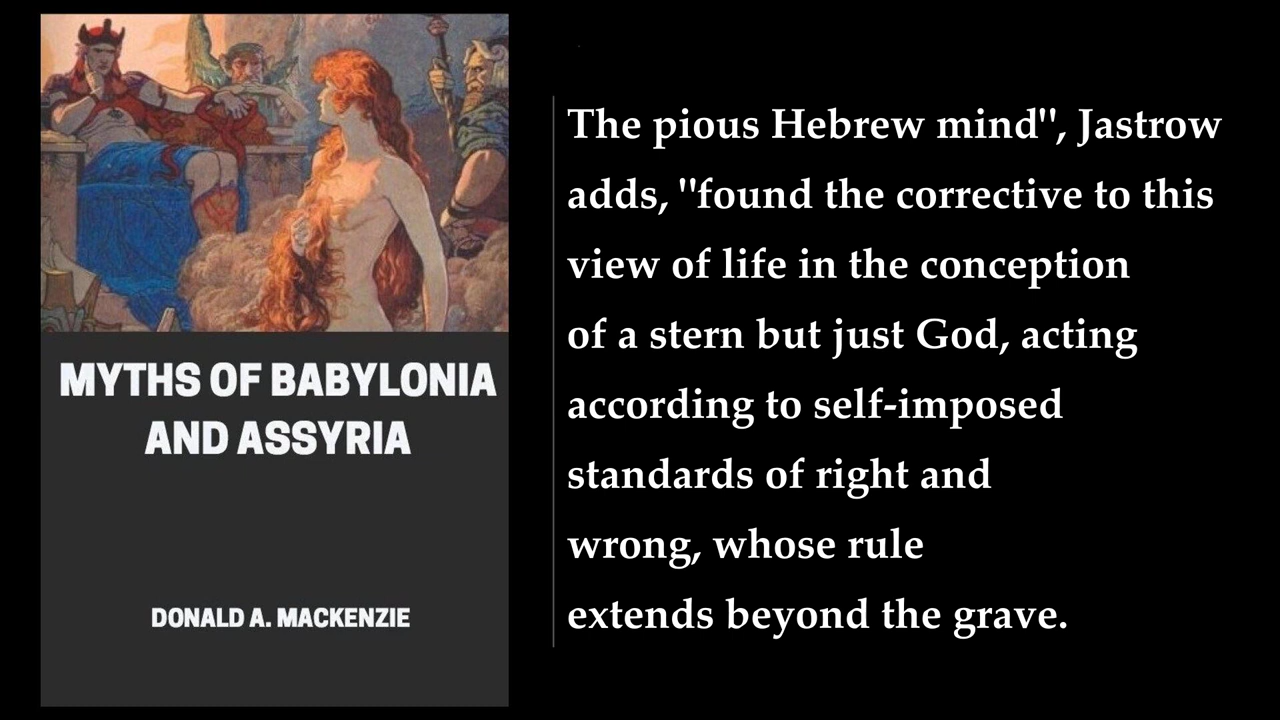 MYTHS OF BABYLONIA
AND ASSYRIA
DONALD A. MACKENZIE
The pious Hebrew mind", Jastrow
adds, "found the corrective to this
view of life in the conception
of a stern but just God, acting
according to self-imposed
standards of right and
wrong, whose rule
extends beyond the grave.